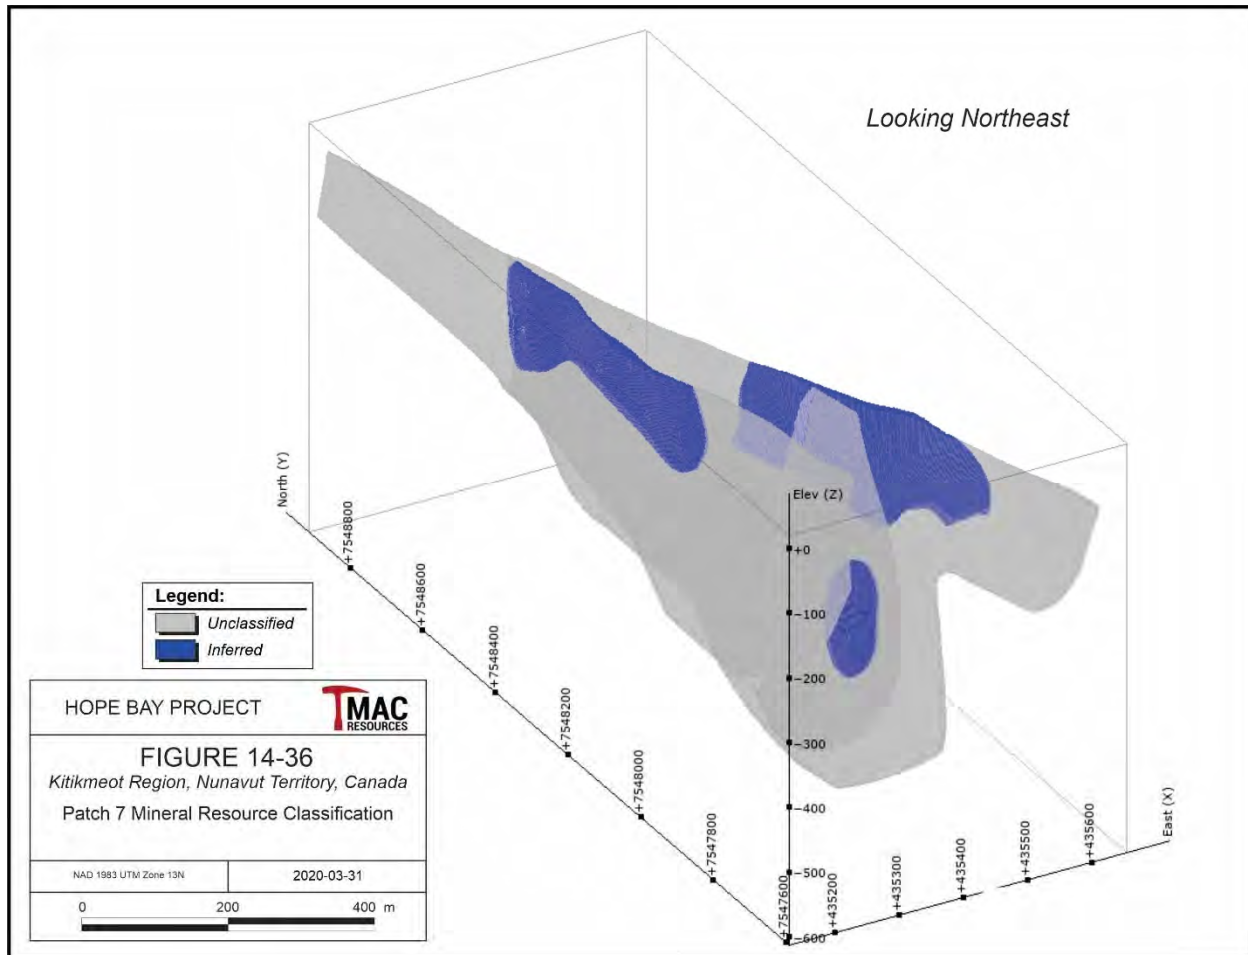 Looking Northeast
North (Y)
+7548800
+7548600
+7548400
+7548200
+7548000
+7547800
+7547600
Elev (Z)
+0
−100
−200
−300
−400
−500
−600
East (X)
+435200
+435300
+435400
+435500
+435600
Legend:
Unclassified
Inferred
HOPE BAY PROJECT
TMAC
RESOURCES
FIGURE 14-36
Kitikmeot Region, Nunavut Territory, Canada
Patch 7 Mineral Resource Classification
NAD 1983 UTM Zone 13N
2020-03-31
0 200 400 m